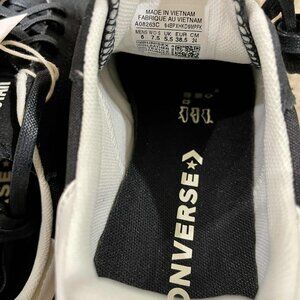 MADE IN VIETNAM
FABRIQUE AU VIETNAM
A08263C
MENS WOS UK EUR CM
6 7.5 5.5 38.5 24
CONVERSE